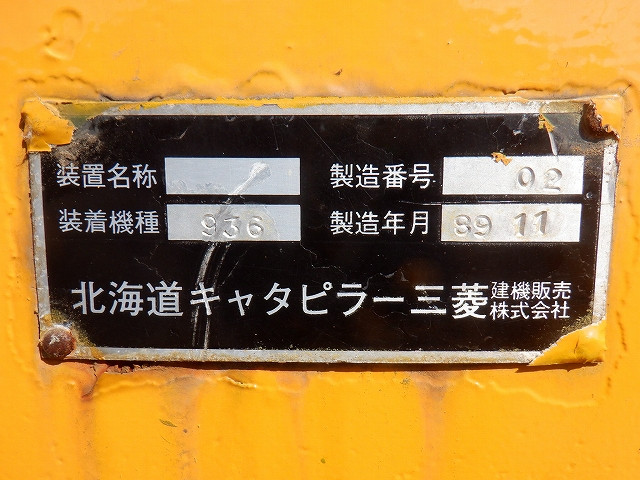 装置名称 製造番号 02
装着機種 936 製造年月 89 11
北海道キャタピラー三菱建機販売株式会社